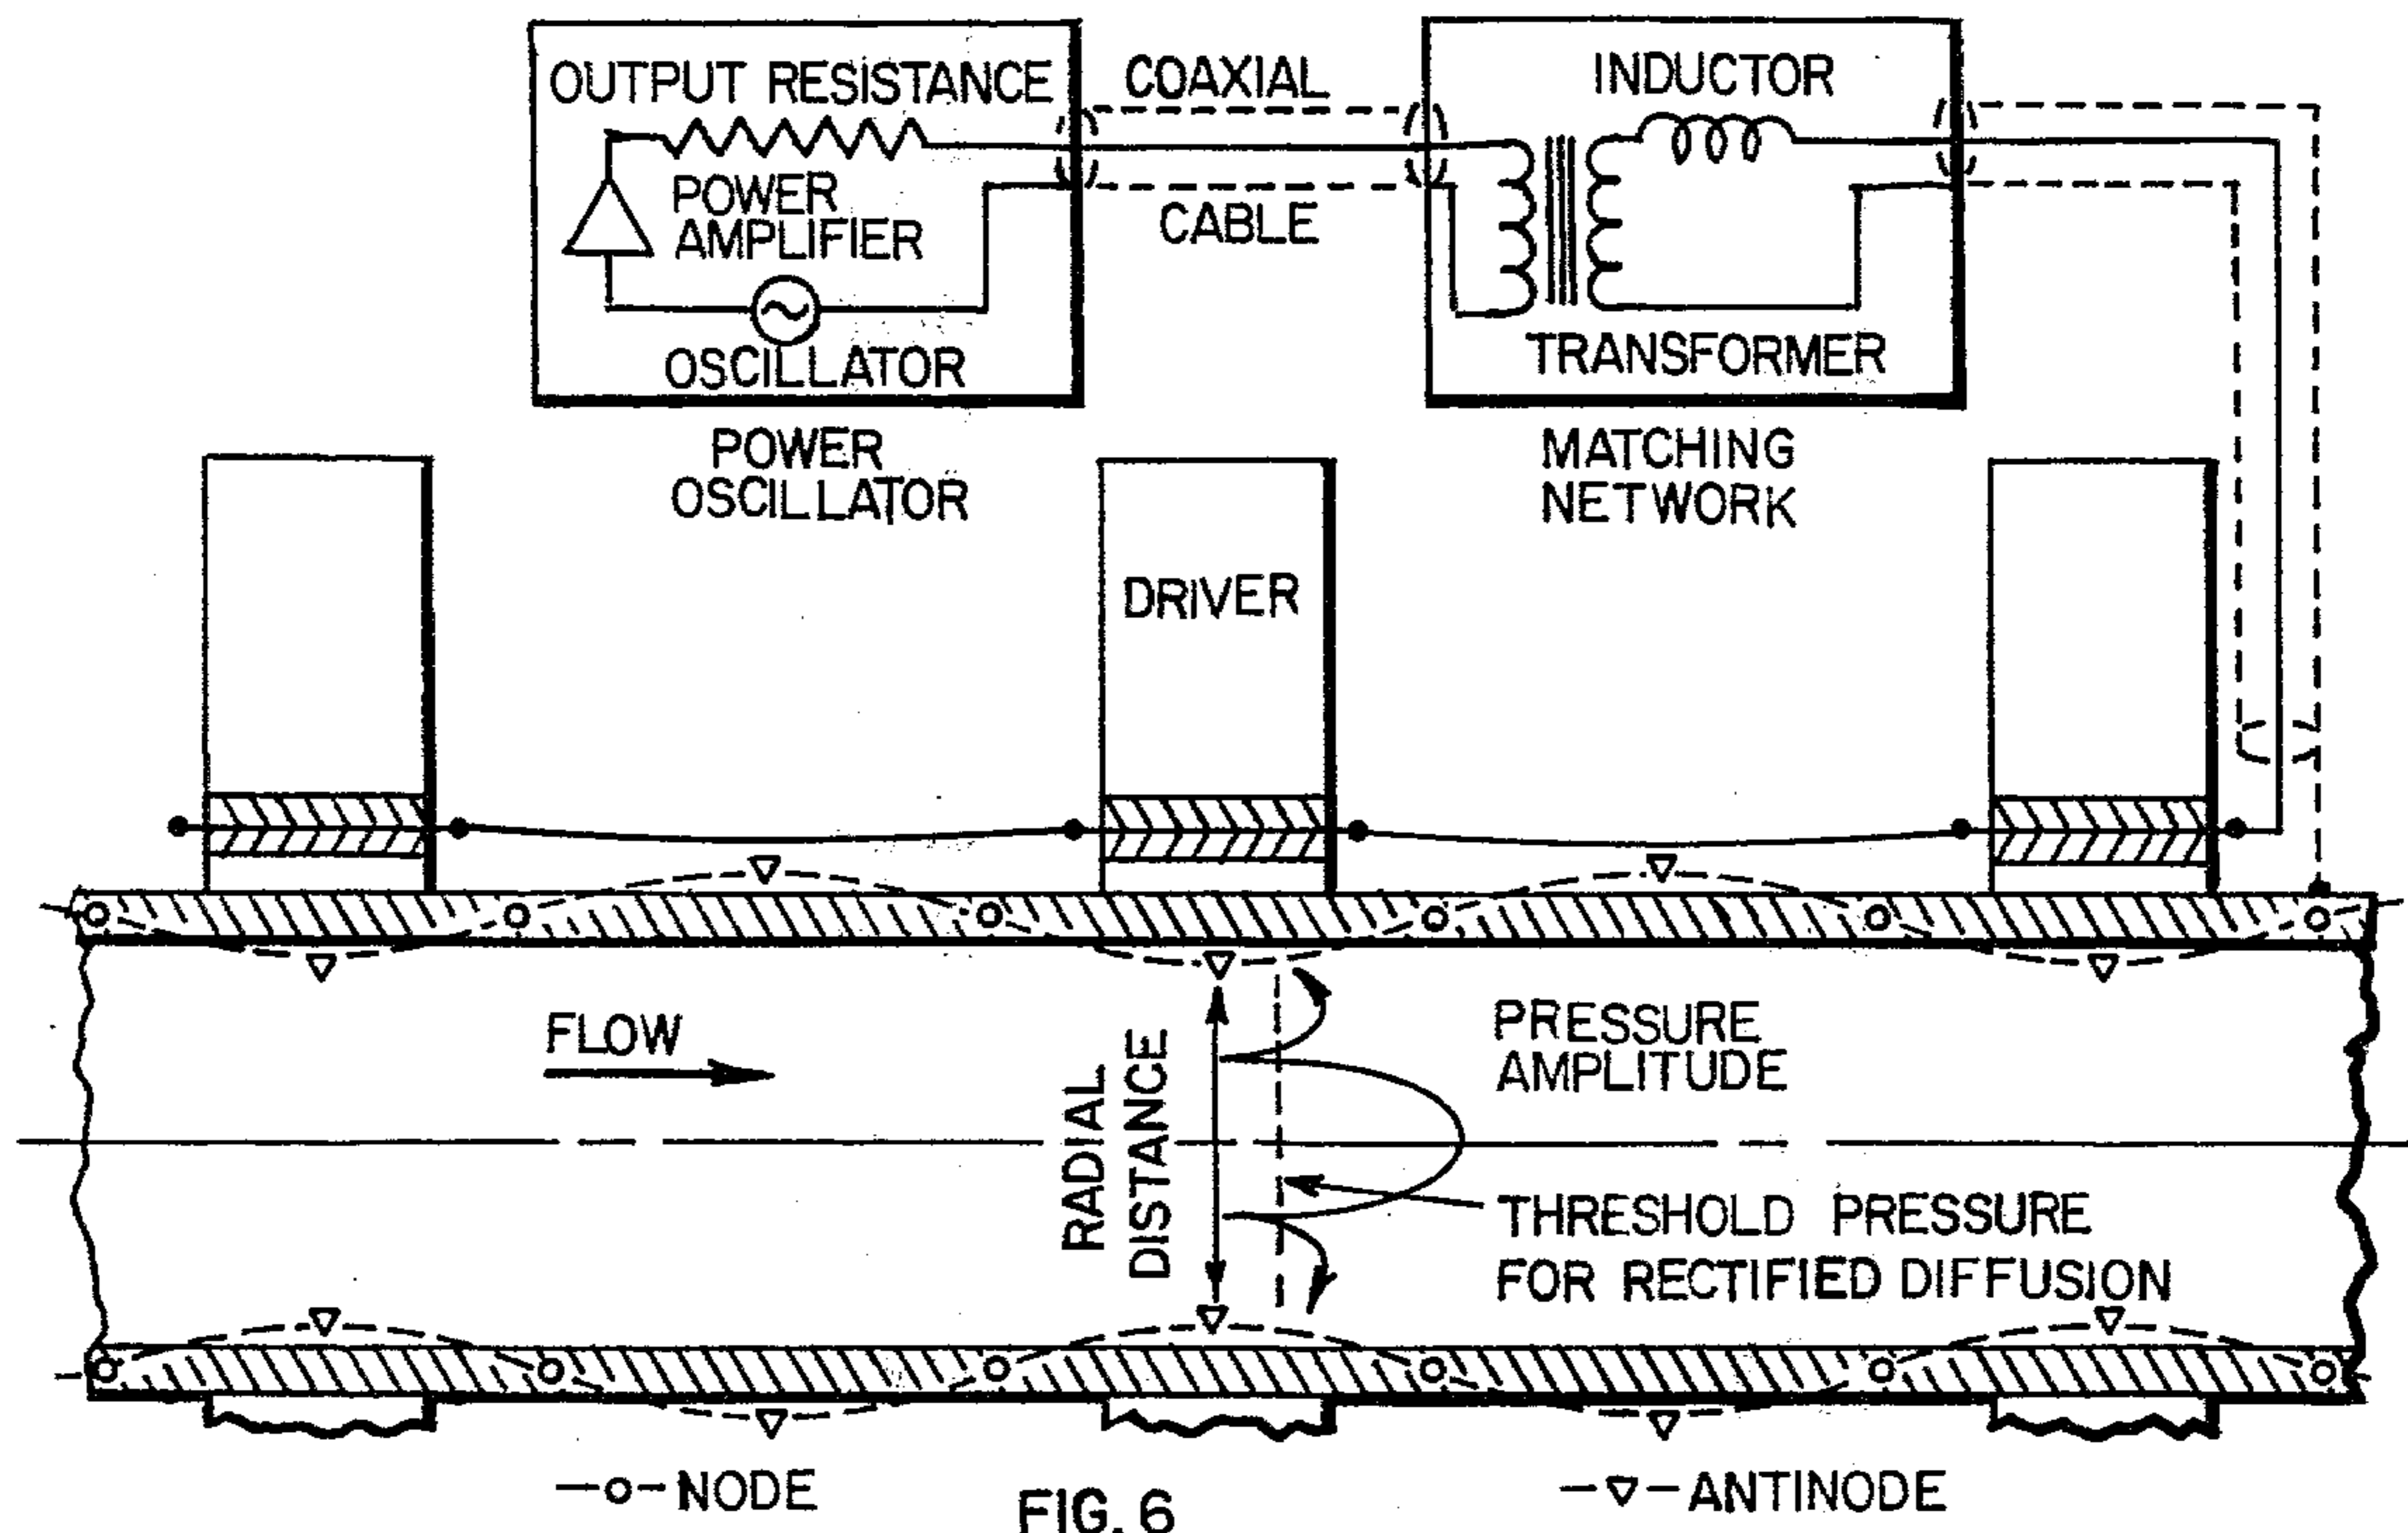 OUTPUT RESISTANCE
POWER
AMPLIFIER
OSCILLATOR
POWER
OSCILLATOR
COAXIAL
CABLE
INDUCTOR
TRANSFORMER
MATCHING
NETWORK
DRIVER
FLOW
RADIAL
DISTANCE
PRESSURE
AMPLITUDE
THRESHOLD PRESSURE
FOR RECTIFIED DIFFUSION
NODE
ANTINODE
FIG. 6